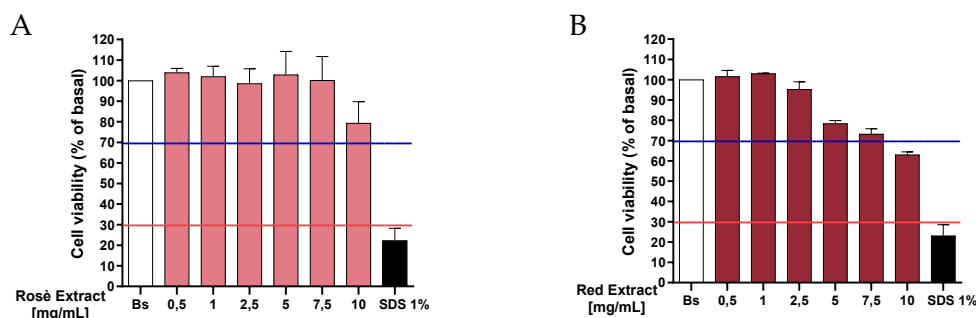 A
Cell viability (% of basal)
120
110
100
90
80
70
60
50
40
30
20
10
0
Bs 0,5 1 2,5 5 7,5 10 SDS 1%
Rosè Extract
[mg/mL]
B
Cell viability (% of basal)
120
110
100
90
80
70
60
50
40
30
20
10
0
Bs 0,5 1 2,5 5 7,5 10 SDS 1%
Red Extract
[mg/mL]